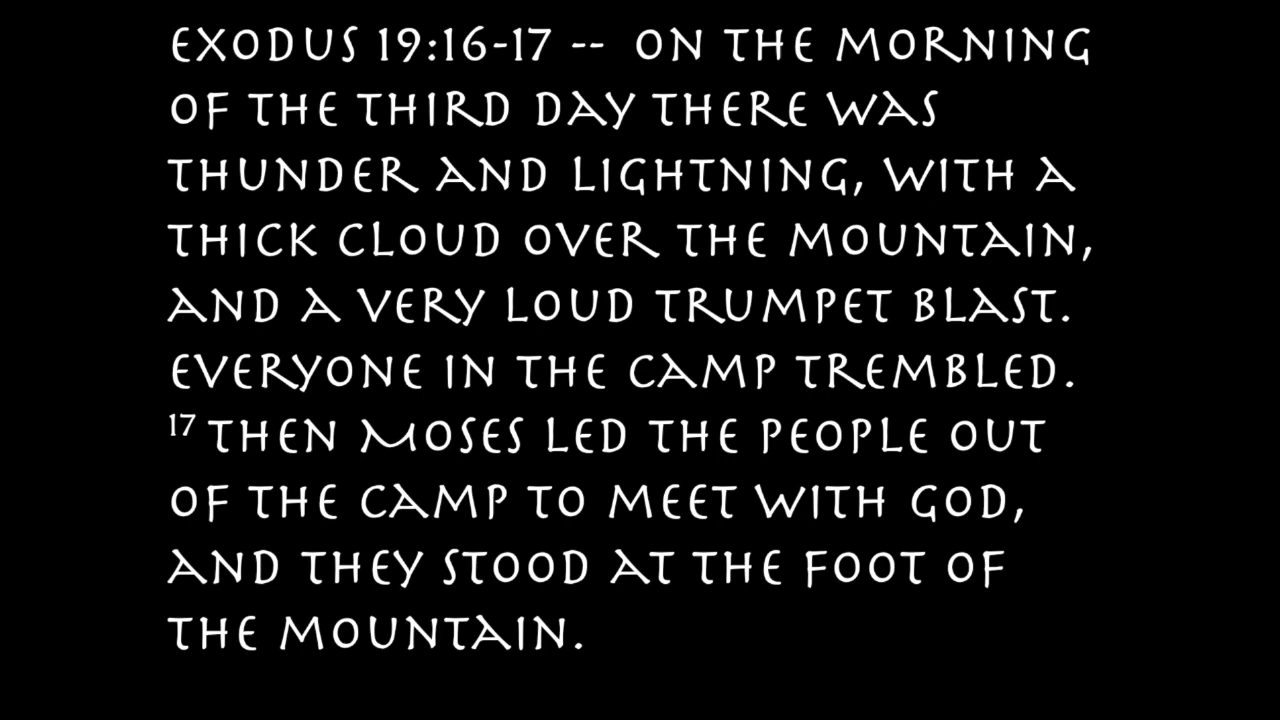 EXODUS 19:16-17 -- ON THE MORNING
OF THE THIRD DAY THERE WAS
THUNDER AND LIGHTNING, WITH A
THICK CLOUD OVER THE MOUNTAIN,
AND A VERY LOUD TRUMPET BLAST.
EVERYONE IN THE CAMP TREMBLED.
17 THEN MOSES LED THE PEOPLE OUT
OF THE CAMP TO MEET WITH GOD,
AND THEY STOOD AT THE FOOT OF
THE MOUNTAIN.